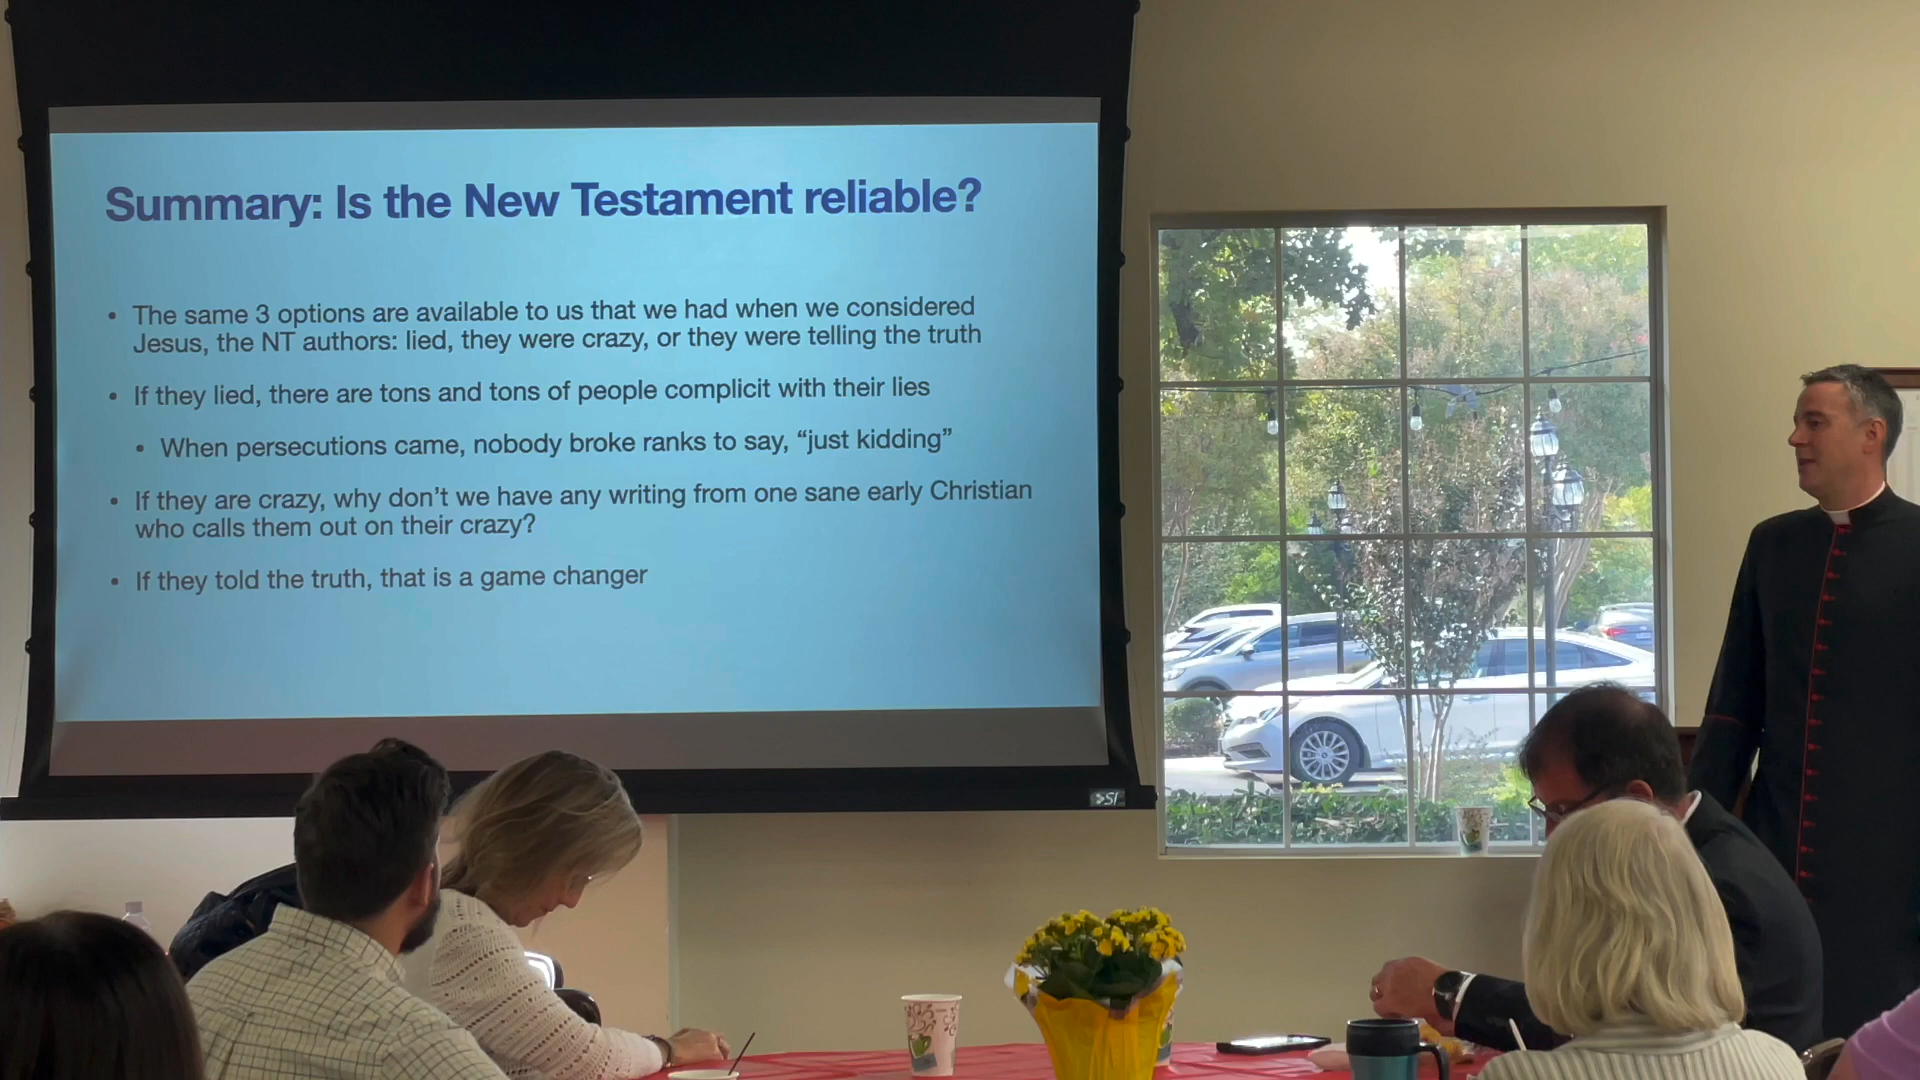 Summary: Is the New Testament reliable?
• The same 3 options are available to us that we had when we considered
Jesus, the NT authors: lied, they were crazy, or they were telling the truth
• If they lied, there are tons and tons of people complicit with their lies
• When persecutions came, nobody broke ranks to say, “just kidding”
• If they are crazy, why don’t we have any writing from one sane early Christian
who calls them out on their crazy?
• If they told the truth, that is a game changer
SI